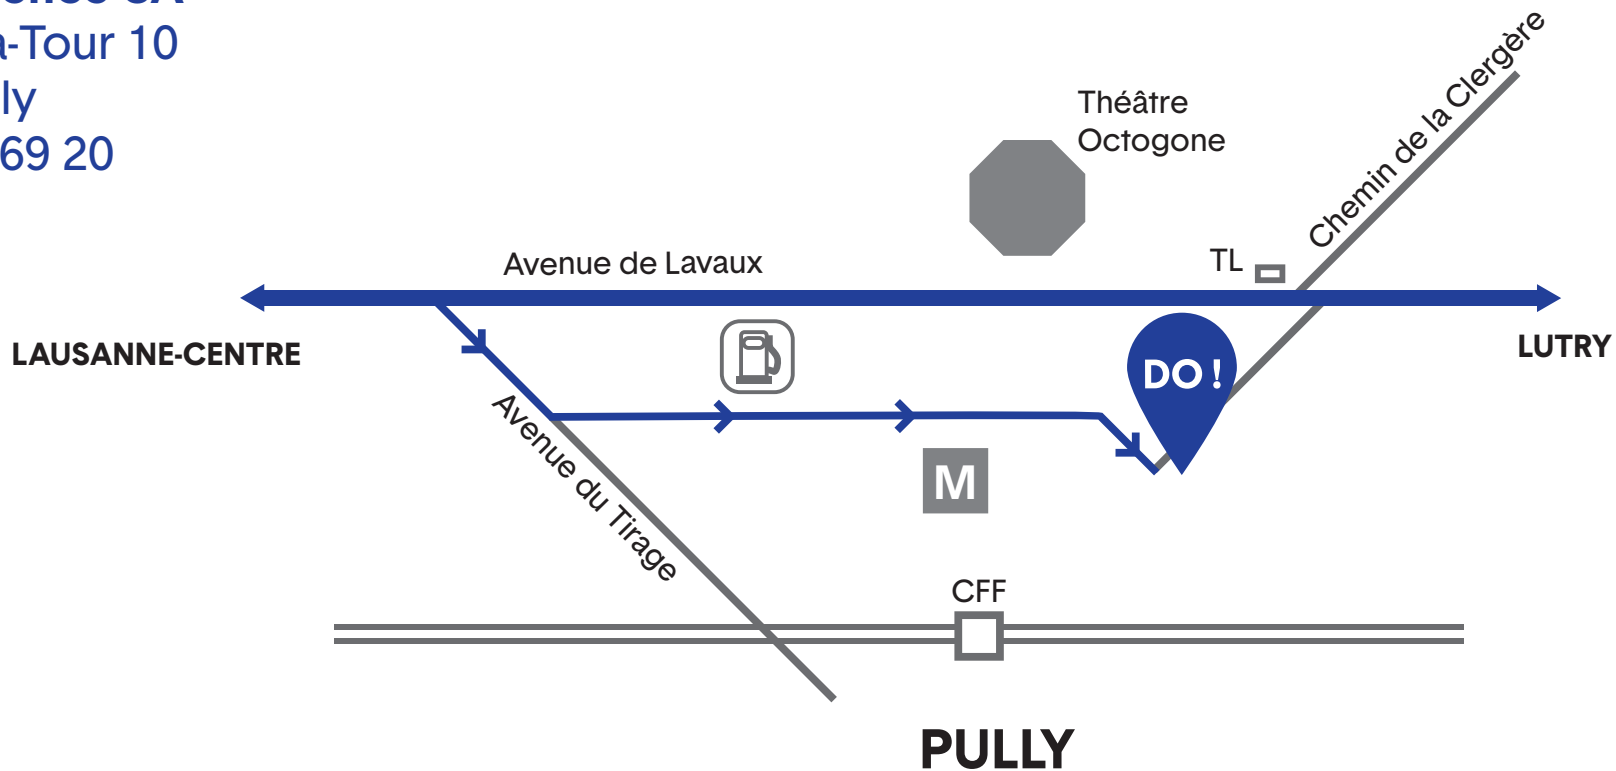 SA
-Tour 10
ly
69 20
Théâtre
Octogone
Chemin de la Clergère
TL
Avenue de Lavaux
LAUSANNE-CENTRE
LUTRY
DO !
Avenue du Tirage
M
CFF
PULLY